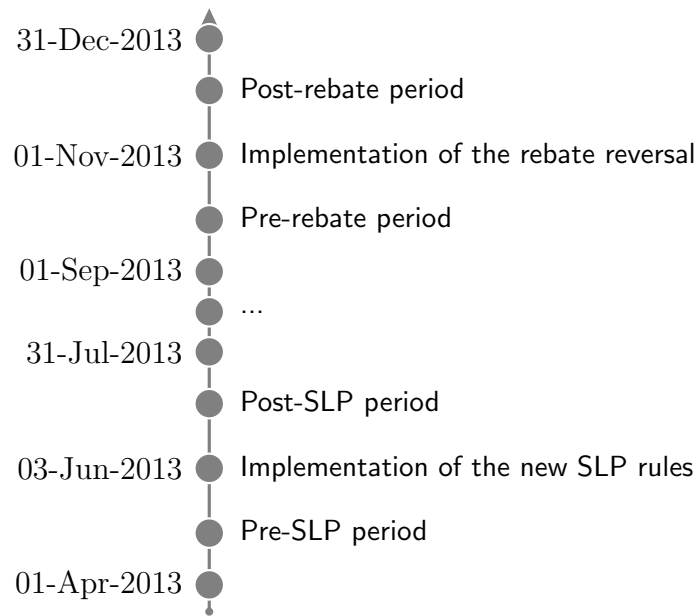 31-Dec-2013
Post-rebate period
01-Nov-2013 Implementation of the rebate reversal
Pre-rebate period
01-Sep-2013
...
31-Jul-2013
Post-SLP period
03-Jun-2013 Implementation of the new SLP rules
Pre-SLP period
01-Apr-2013